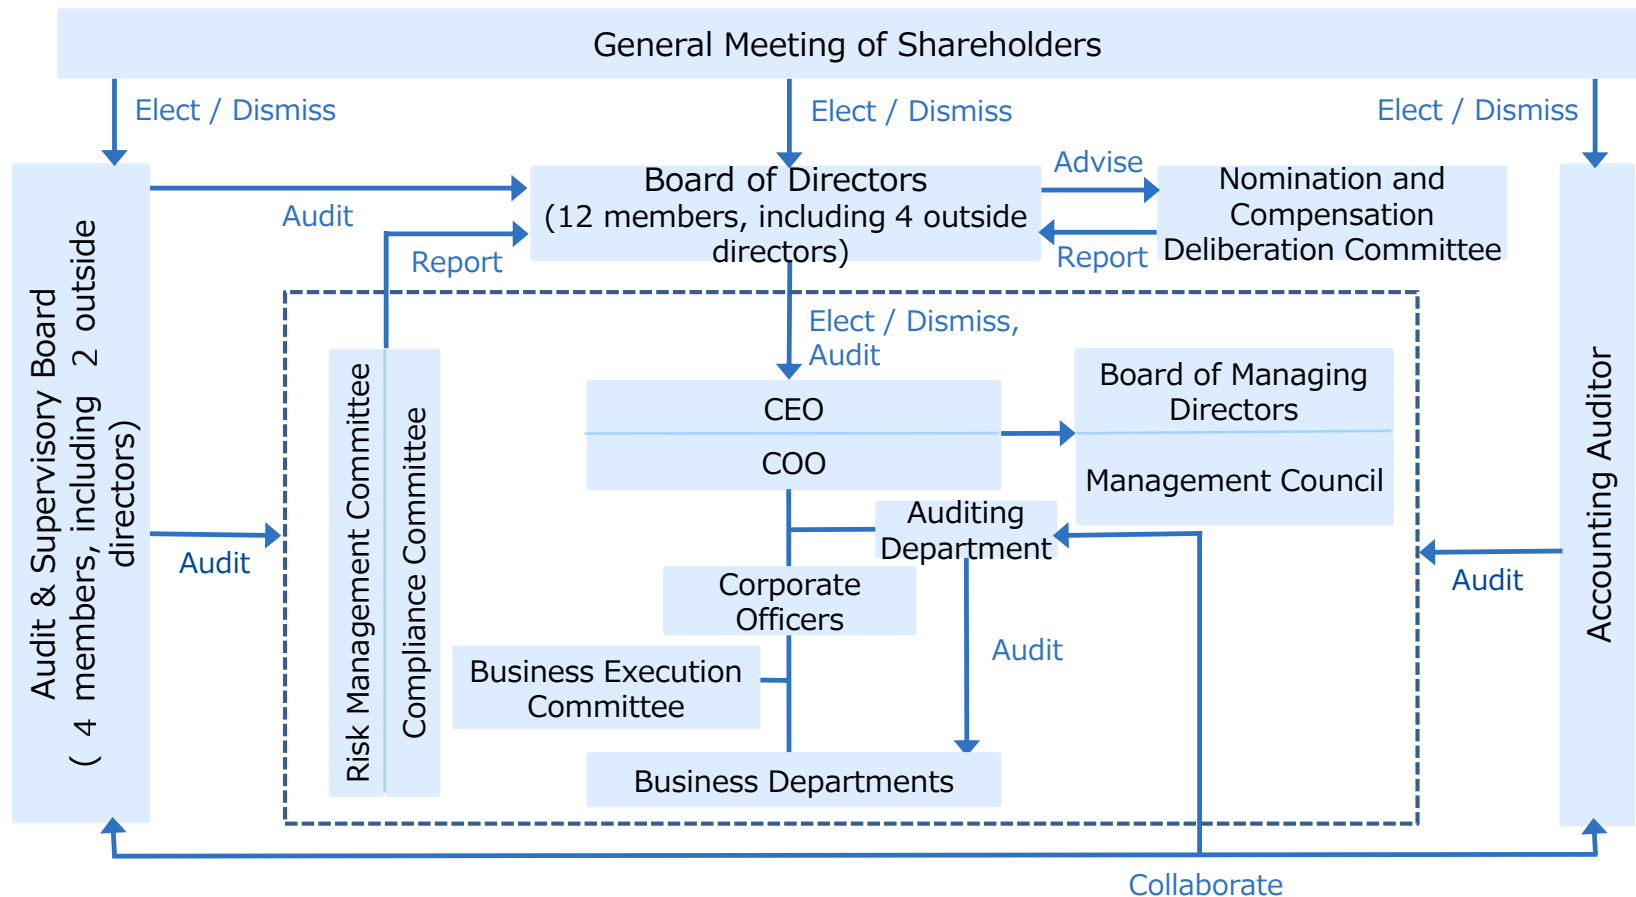 General Meeting of Shareholders
Elect / Dismiss
Elect / Dismiss
Elect / Dismiss
Audit & Supervisory Board
( 4 members, including 2 outside
directors)
Audit
Report
Board of Directors
(12 members, including 4 outside
directors)
Advise
Report
Nomination and
Compensation
Deliberation Committee
Accounting Auditor
Elect / Dismiss,
Audit
Risk Management Committee
Compliance Committee
CEO
COO
Board of Managing
Directors
Management Council
Auditing
Department
Audit
Audit
Corporate
Officers
Audit
Business Execution
Committee
Business Departments
Collaborate